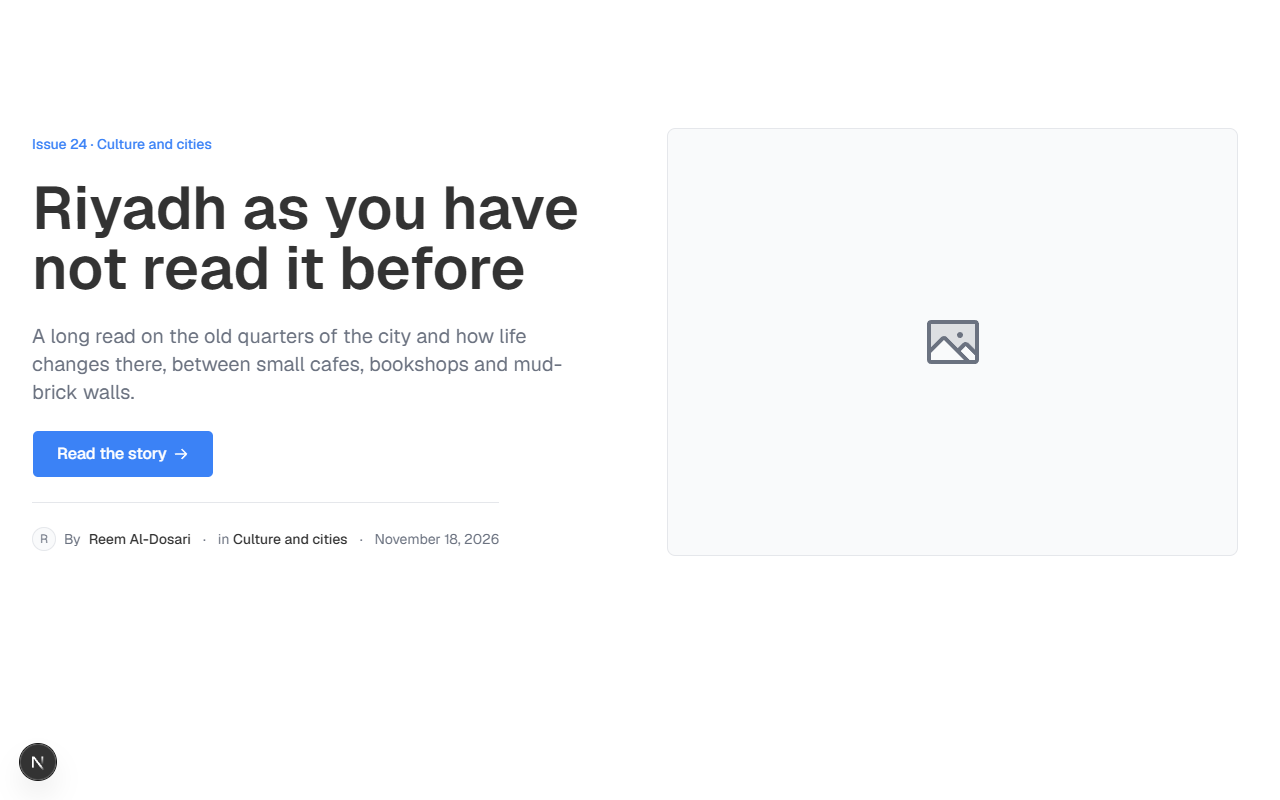 Issue 24 · Culture and cities
Riyadh as you have
not read it before
A long read on the old quarters of the city and how life
changes there, between small cafes, bookshops and mud-
brick walls.
Read the story →
R By Reem Al-Dosari · in Culture and cities · November 18, 2026
N